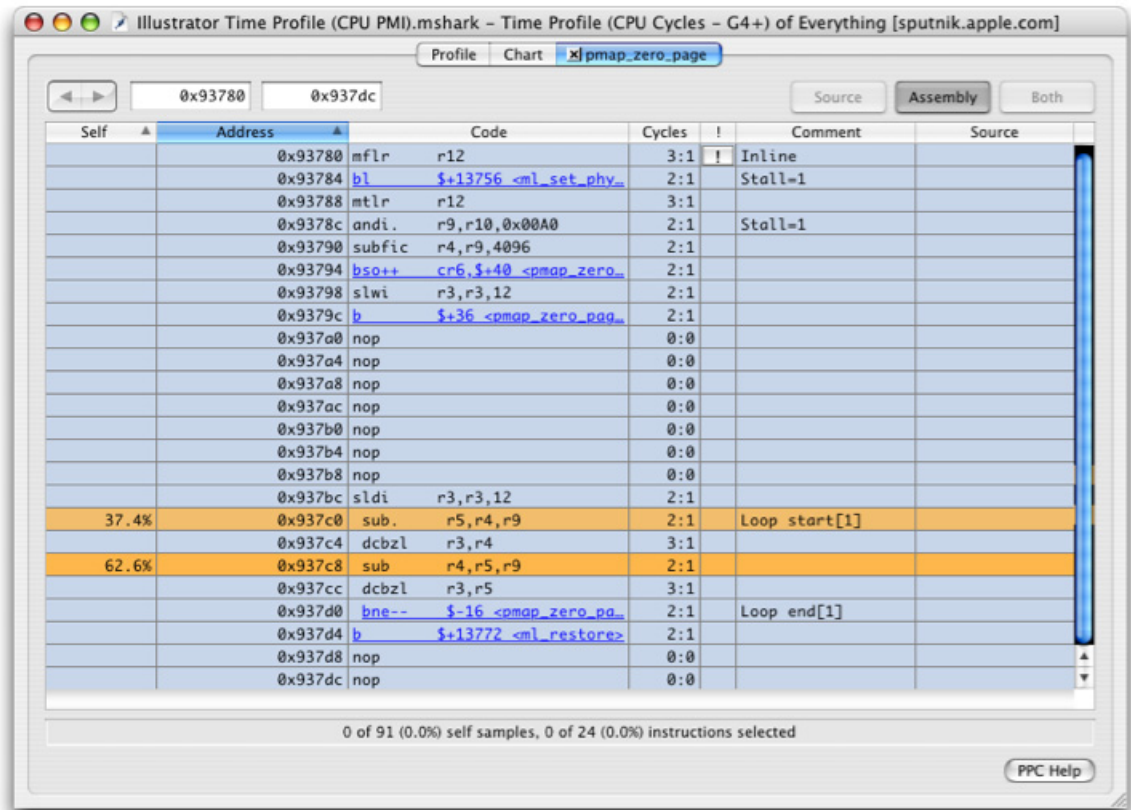 Illustrator Time Profile (CPU PMI).mshark – Time Profile (CPU Cycles – G4+) of Everything [sputnik.apple.com]
Profile Chart pmap_zero_page
0x93780 0x937dc Source Assembly Both
Self Address Code Cycles ! Comment Source
0x93780 mflr r12 3:1 ! Inline
0x93784 bl $+13756 <ml_set_phy… 2:1 Stall=1
0x93788 mtlr r12 3:1
0x9378c andi. r9,r10,0x00A0 2:1 Stall=1
0x93790 subfic r4,r9,4096 2:1
0x93794 bso++ cr6,$+40 <pmap_zero… 2:1
0x93798 slwi r3,r3,12 2:1
0x9379c b $+36 <pmap_zero_pag… 2:1
0x937a0 nop 0:0
0x937a4 nop 0:0
0x937a8 nop 0:0
0x937ac nop 0:0
0x937b0 nop 0:0
0x937b4 nop 0:0
0x937b8 nop 0:0
0x937bc sldi r3,r3,12 2:1
37.4% 0x937c0 sub. r5,r4,r9 2:1 Loop start[1]
0x937c4 dcbzl r3,r4 3:1
62.6% 0x937c8 sub r4,r5,r9 2:1
0x937cc dcbzl r3,r5 3:1
0x937d0 bne-- $-16 <pmap_zero_pa… 2:1 Loop end[1]
0x937d4 b $+13772 <ml_restore> 2:1
0x937d8 nop 0:0
0x937dc nop 0:0
0 of 91 (0.0%) self samples, 0 of 24 (0.0%) instructions selected
PPC Help